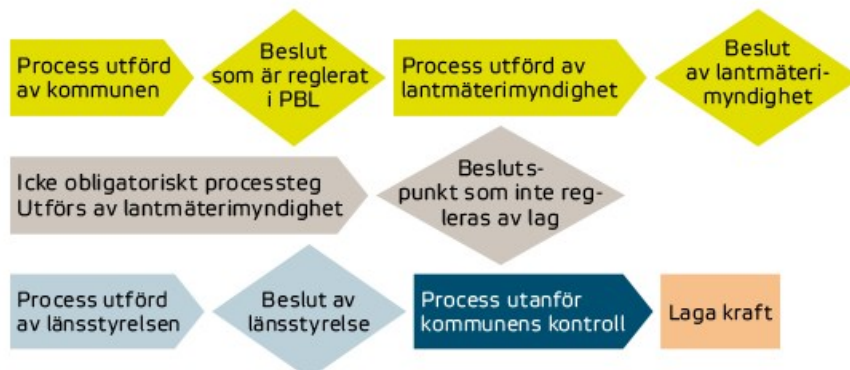 Process utförd
av kommunen
Beslut
som är reglerat
i PBL
Process utförd av
lantmäterimyndighet
Beslut
av lantmäteri-
myndighet
Icke obligatoriskt processteg
Utförs av lantmäterimyndighet
Besluts-
punkt som inte reg-
leras av lag
Process utförd
av länsstyrelsen
Beslut av
länsstyrelse
Process utanför
kommunens kontroll
Laga kraft